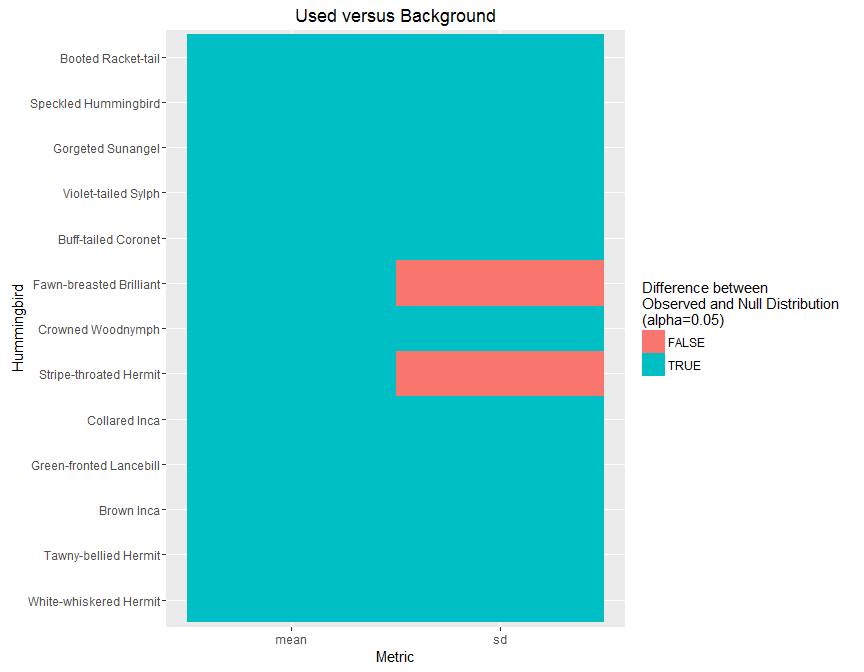 Used versus Background
Hummingbird
Booted Racket-tail
Speckled Hummingbird
Gorgeted Sunangel
Violet-tailed Sylph
Buff-tailed Coronet
Fawn-breasted Brilliant
Crowned Woodnymph
Stripe-throated Hermit
Collared Inca
Green-fronted Lancebill
Brown Inca
Tawny-bellied Hermit
White-whiskered Hermit
mean
sd
Metric
Difference between
Observed and Null Distribution
(alpha=0.05)
FALSE
TRUE